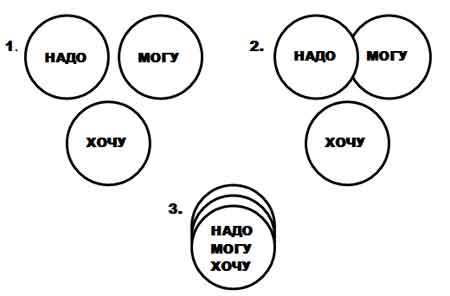 1. НАДО МОГУ
ХОЧУ
2. НАДО МОГУ
ХОЧУ
3. НАДО
МОГУ
ХОЧУ